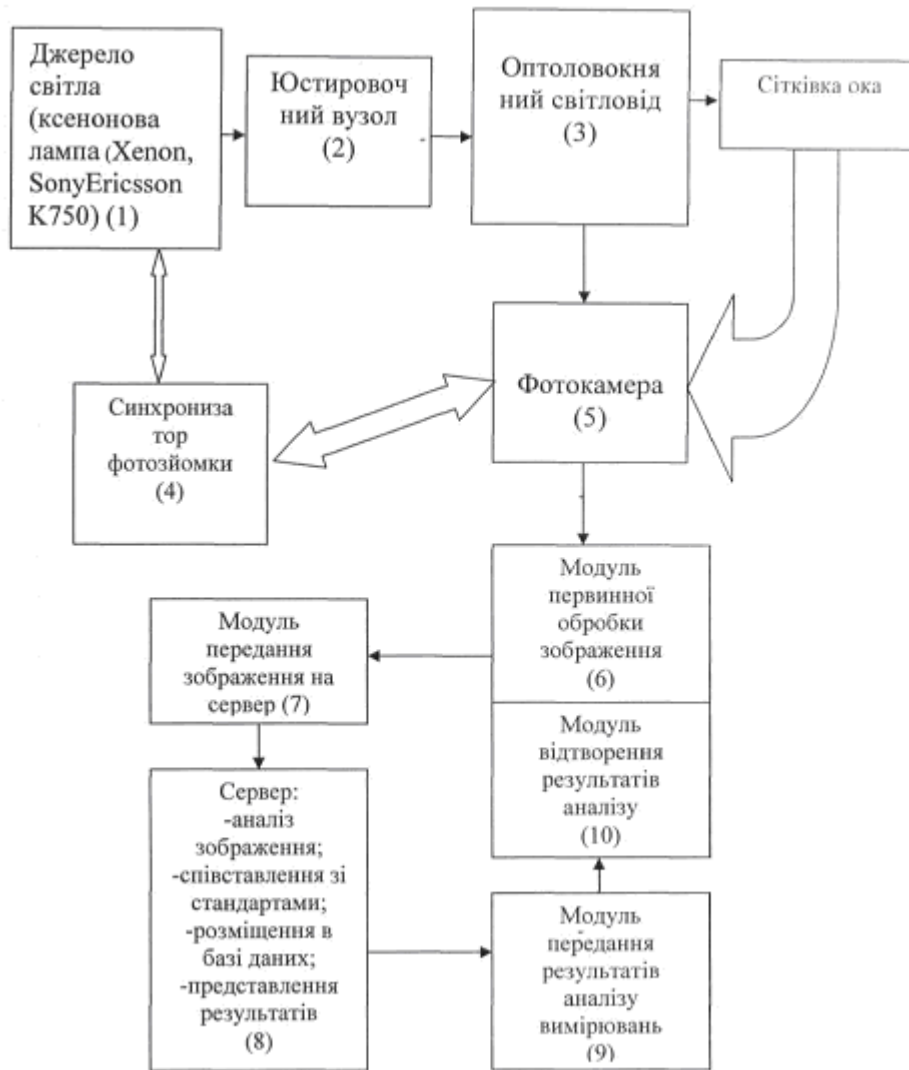 Джерело
світла
(ксенонова
лампа (Xenon,
SonyEricsson
K750) (1)
Юстировоч
ний вузол
(2)
Оптоловокня
ний світловід
(3)
Сітківка ока
Синхрониза
тор
фотозйомки
(4)
Фотокамера
(5)
Модуль
первинної
обробки
зображення
(6)
Модуль
передання
зображення на
сервер (7)
Модуль
відтворення
результатів
аналізу
(10)
Сервер:
-аналіз
зображення;
-співставлення зі
стандартами;
-розміщення в
базі даних;
-представлення
результатів
(8)
Модуль
передання
результатів
аналізу
вимірювань
(9)